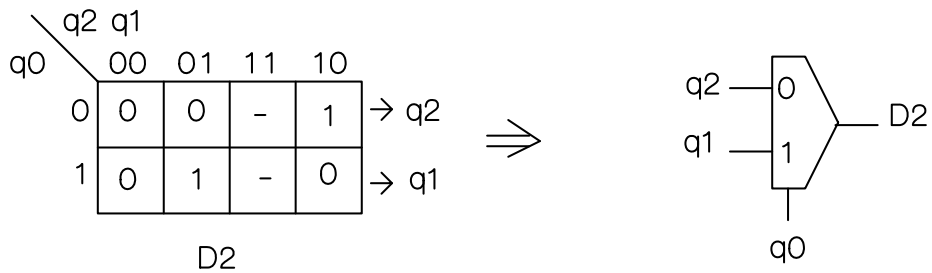 q2 q1
q0 00 01 11 10
0 0 0 - 1 → q2
1 0 1 - 0 → q1
D2
⇒
q2 0
q1 1
D2
q0